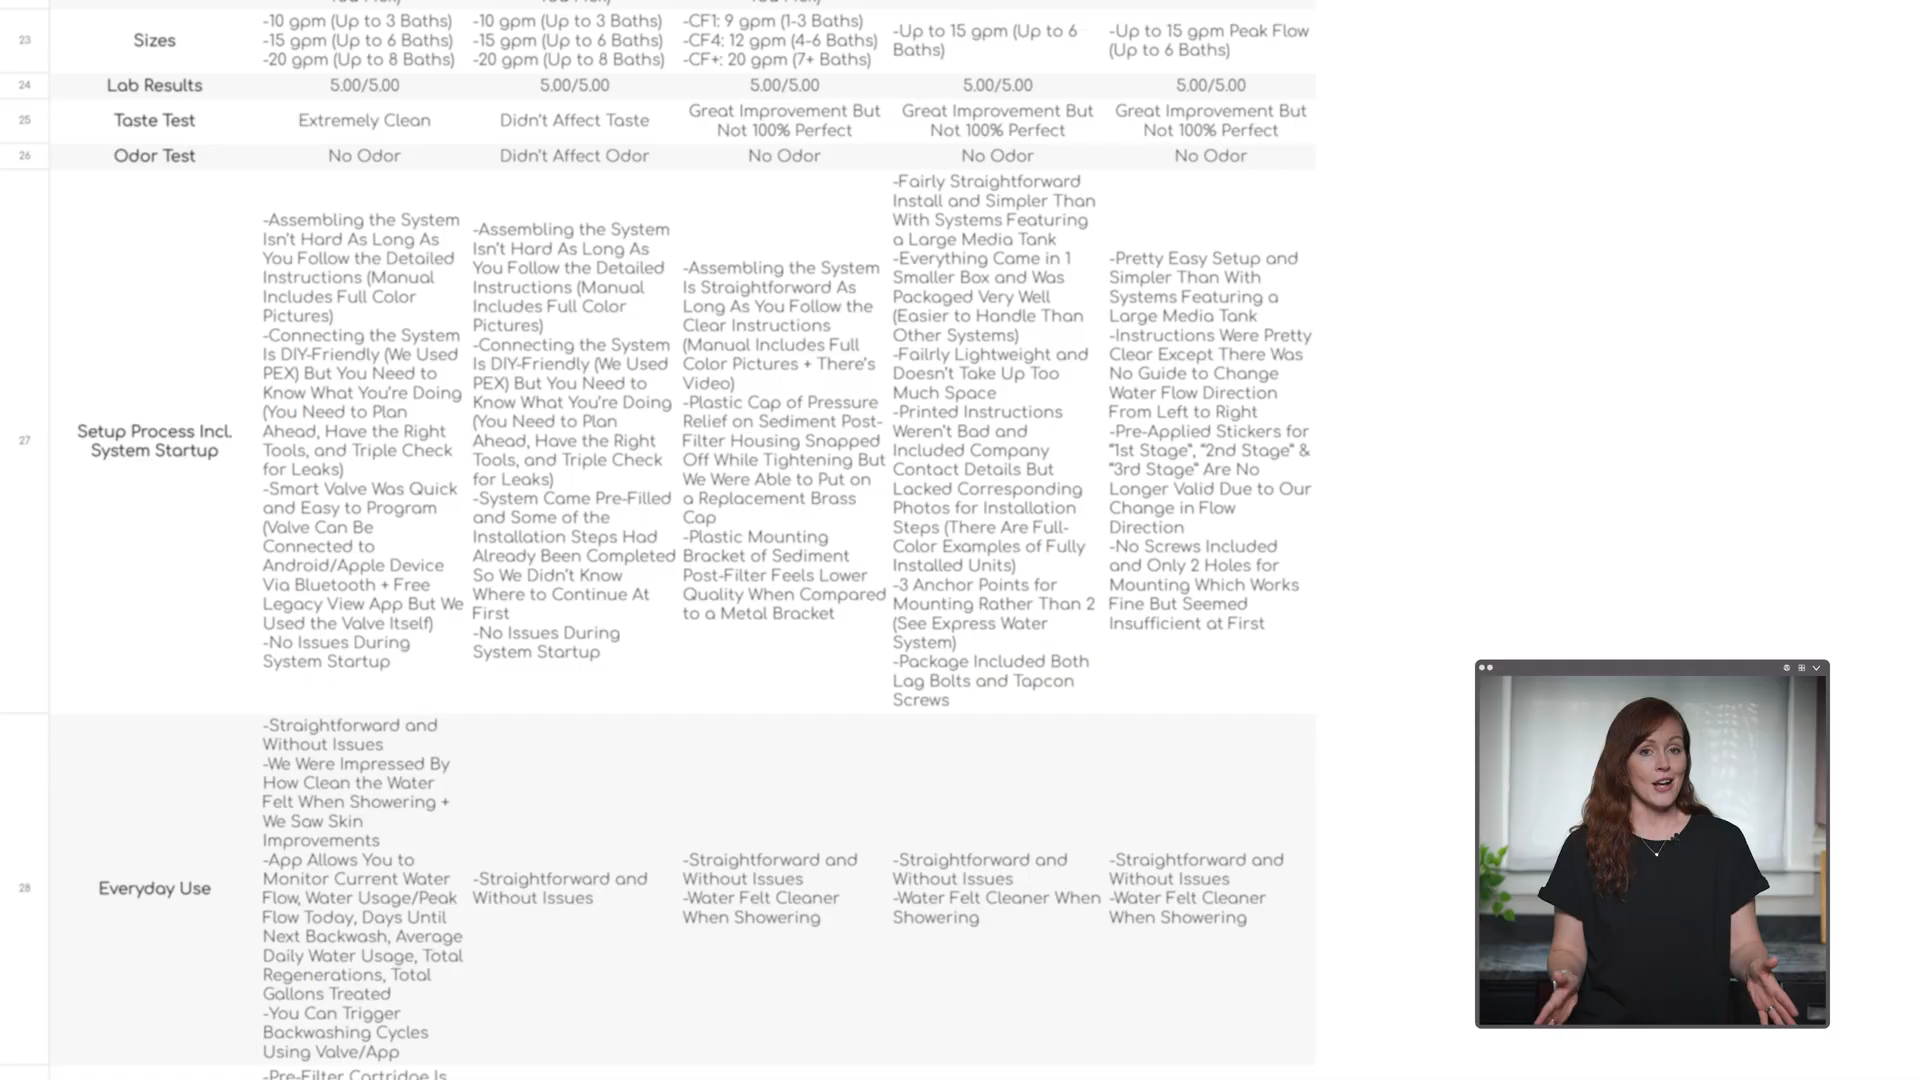 You Pick)
You Pick)
You Pick)
23
Sizes
-10 gpm (Up to 3 Baths)
-15 gpm (Up to 6 Baths)
-20 gpm (Up to 8 Baths)
-10 gpm (Up to 3 Baths)
-15 gpm (Up to 6 Baths)
-20 gpm (Up to 8 Baths)
-CF1: 9 gpm (1-3 Baths)
-CF4: 12 gpm (4-6 Baths)
-CF+: 20 gpm (7+ Baths)
-Up to 15 gpm (Up to 6
Baths)
-Up to 15 gpm Peak Flow
(Up to 6 Baths)
24
Lab Results
5.00/5.00
5.00/5.00
5.00/5.00
5.00/5.00
5.00/5.00
25
Taste Test
Extremely Clean
Didn't Affect Taste
Great Improvement But
Not 100% Perfect
Great Improvement But
Not 100% Perfect
Great Improvement But
Not 100% Perfect
26
Odor Test
No Odor
Didn't Affect Odor
No Odor
No Odor
No Odor
27
Setup Process Incl.
System Startup
-Assembling the System
Isn't Hard As Long As
You Follow the Detailed
Instructions (Manual
Includes Full Color
Pictures)
-Connecting the System
Is DIY-Friendly (We Used
PEX) But You Need to
Know What You're Doing
(You Need to Plan
Ahead, Have the Right
Tools, and Triple Check
for Leaks)
-Smart Valve Was Quick
and Easy to Program
(Valve Can Be
Connected to
Android/Apple Device
Via Bluetooth + Free
Legacy View App But We
Used the Valve Itself)
-No Issues During
System Startup
-Assembling the System
Isn't Hard As Long As
You Follow the Detailed
Instructions (Manual
Includes Full Color
Pictures)
-Connecting the System
Is DIY-Friendly (We Used
PEX) But You Need to
Know What You're Doing
(You Need to Plan
Ahead, Have the Right
Tools, and Triple Check
for Leaks)
-System Came Pre-Filled
and Some of the
Installation Steps Had
Already Been Completed
So We Didn't Know
Where to Continue At
First
-No Issues During
System Startup
-Assembling the System
Is Straightforward As
Long As You Follow the
Clear Instructions
(Manual Includes Full
Color Pictures + There's
Video)
-Plastic Cap of Pressure
Relief on Sediment Post-
Filter Housing Snapped
Off While Tightening But
We Were Able to Put on
a Replacement Brass
Cap
-Plastic Mounting
Bracket of Sediment
Post-Filter Feels Lower
Quality When Compared
to a Metal Bracket
-Fairly Straightforward
Install and Simpler Than
With Systems Featuring
a Large Media Tank
-Everything Came in 1
Smaller Box and Was
Packaged Very Well
(Easier to Handle Than
Other Systems)
-Failrly Lightweight and
Doesn't Take Up Too
Much Space
-Printed Instructions
Weren't Bad and
Included Company
Contact Details But
Lacked Corresponding
Photos for Installation
Steps (There Are Full-
Color Examples of Fully
Installed Units)
-3 Anchor Points for
Mounting Rather Than 2
(See Express Water
System)
-Package Included Both
Lag Bolts and Tapcon
Screws
-Pretty Easy Setup and
Simpler Than With
Systems Featuring a
Large Media Tank
-Instructions Were Pretty
Clear Except There Was
No Guide to Change
Water Flow Direction
From Left to Right
-Pre-Applied Stickers for
"1st Stage", "2nd Stage" &
"3rd Stage" Are No
Longer Valid Due to Our
Change in Flow
Direction
-No Screws Included
and Only 2 Holes for
Mounting Which Works
Fine But Seemed
Insufficient at First
28
Everyday Use
-Straightforward and
Without Issues
-We Were Impressed By
How Clean the Water
Felt When Showering +
We Saw Skin
Improvements
-App Allows You to
Monitor Current Water
Flow, Water Usage/Peak
Flow Today, Days Until
Next Backwash, Average
Daily Water Usage, Total
Regenerations, Total
Gallons Treated
-You Can Trigger
Backwashing Cycles
Using Valve/App
-Straightforward and
Without Issues
-Straightforward and
Without Issues
-Water Felt Cleaner
When Showering
-Straightforward and
Without Issues
-Water Felt Cleaner When
Showering
-Straightforward and
Without Issues
-Water Felt Cleaner
When Showering
-Pre-Filter Cartridge Is